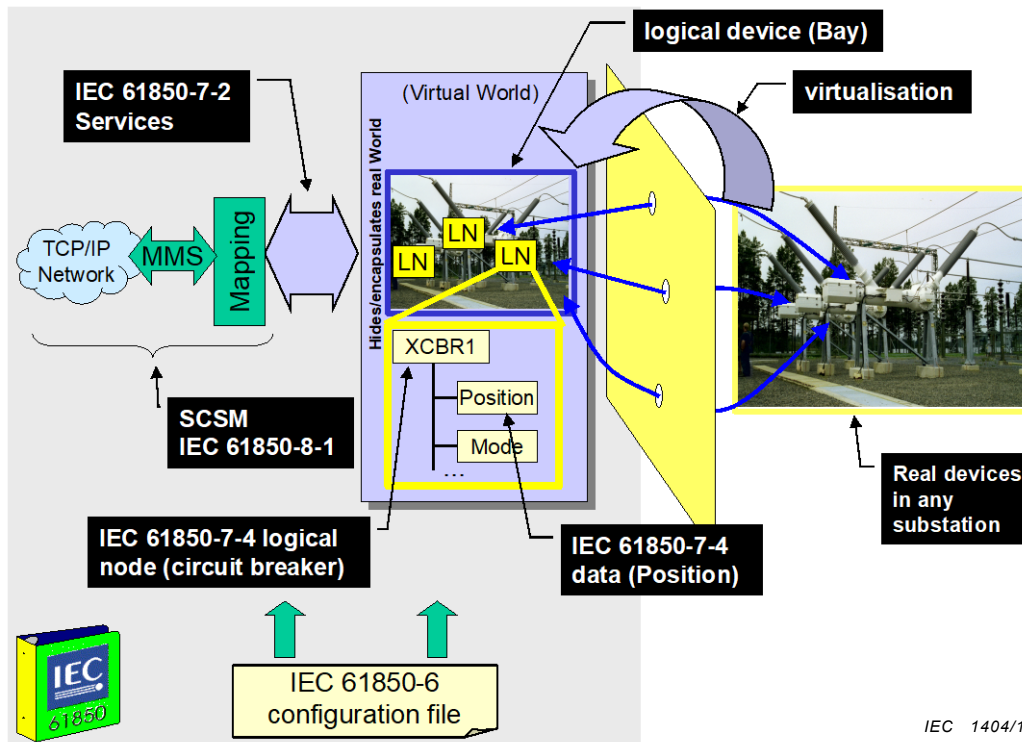 logical device (Bay)
IEC 61850-7-2
Services
(Virtual World)
virtualisation
Hides/encapsulates real World
LN
LN
LN
TCP/IP
Network
MMS
Mapping
XCBR1
Position
Mode
...
SCSM
IEC 61850-8-1
Real devices
in any
substation
IEC 61850-7-4 logical
node (circuit breaker)
IEC 61850-7-4
data (Position)
IEC
61850
IEC 61850-6
configuration file
IEC 1404/1